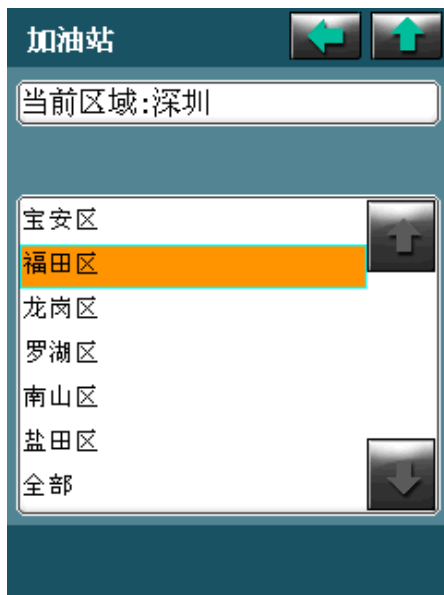 加油站
当前区域:深圳
宝安区
福田区
龙岗区
罗湖区
南山区
盐田区
全部